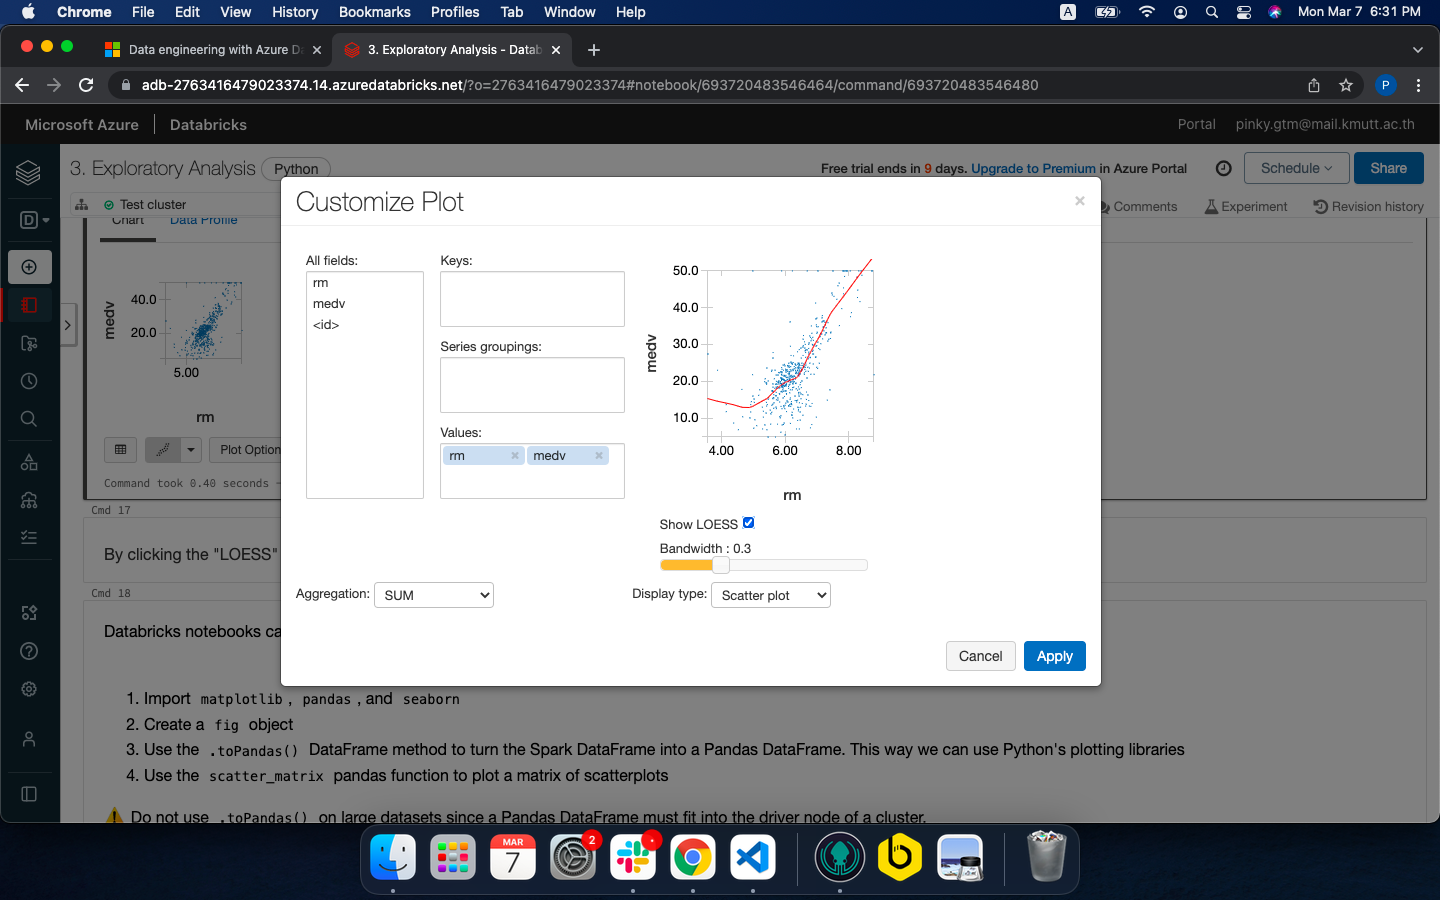 Chrome File Edit View History Bookmarks Profiles Tab Window Help A Mon Mar 7 6:31 PM
Data engineering with Azure Da 3. Exploratory Analysis - Datab
adb-2763416479023374.14.azuredatabricks.net/?o=2763416479023374#notebook/693720483546464/command/693720483546480 P
Microsoft Azure Databricks Portal pinky.gtm@mail.kmutt.ac.th
3. Exploratory Analysis Python Free trial ends in 9 days. Upgrade to Premium in Azure Portal Schedule Share
D Test cluster Comments Experiment Revision history
Chart Data Profile
medv
40.0
20.0
5.00
rm
Plot Option
Command took 0.40 seconds –
Customize Plot
All fields:
rm
medv
<id>
Keys:
Series groupings:
Values:
rm medv
50.0
40.0
30.0
20.0
10.0
medv
4.00 6.00 8.00
rm
Show LOESS
Bandwidth : 0.3
Aggregation: SUM Display type: Scatter plot
Cancel Apply
Cmd 17
By clicking the "LOESS"
Cmd 18
Databricks notebooks ca
1. Import matplotlib, pandas, and seaborn
2. Create a fig object
3. Use the .toPandas() DataFrame method to turn the Spark DataFrame into a Pandas DataFrame. This way we can use Python's plotting libraries
4. Use the scatter_matrix pandas function to plot a matrix of scatterplots
Do not use .toPandas() on large datasets since a Pandas DataFrame must fit into the driver node of a cluster.
MAR
7
2